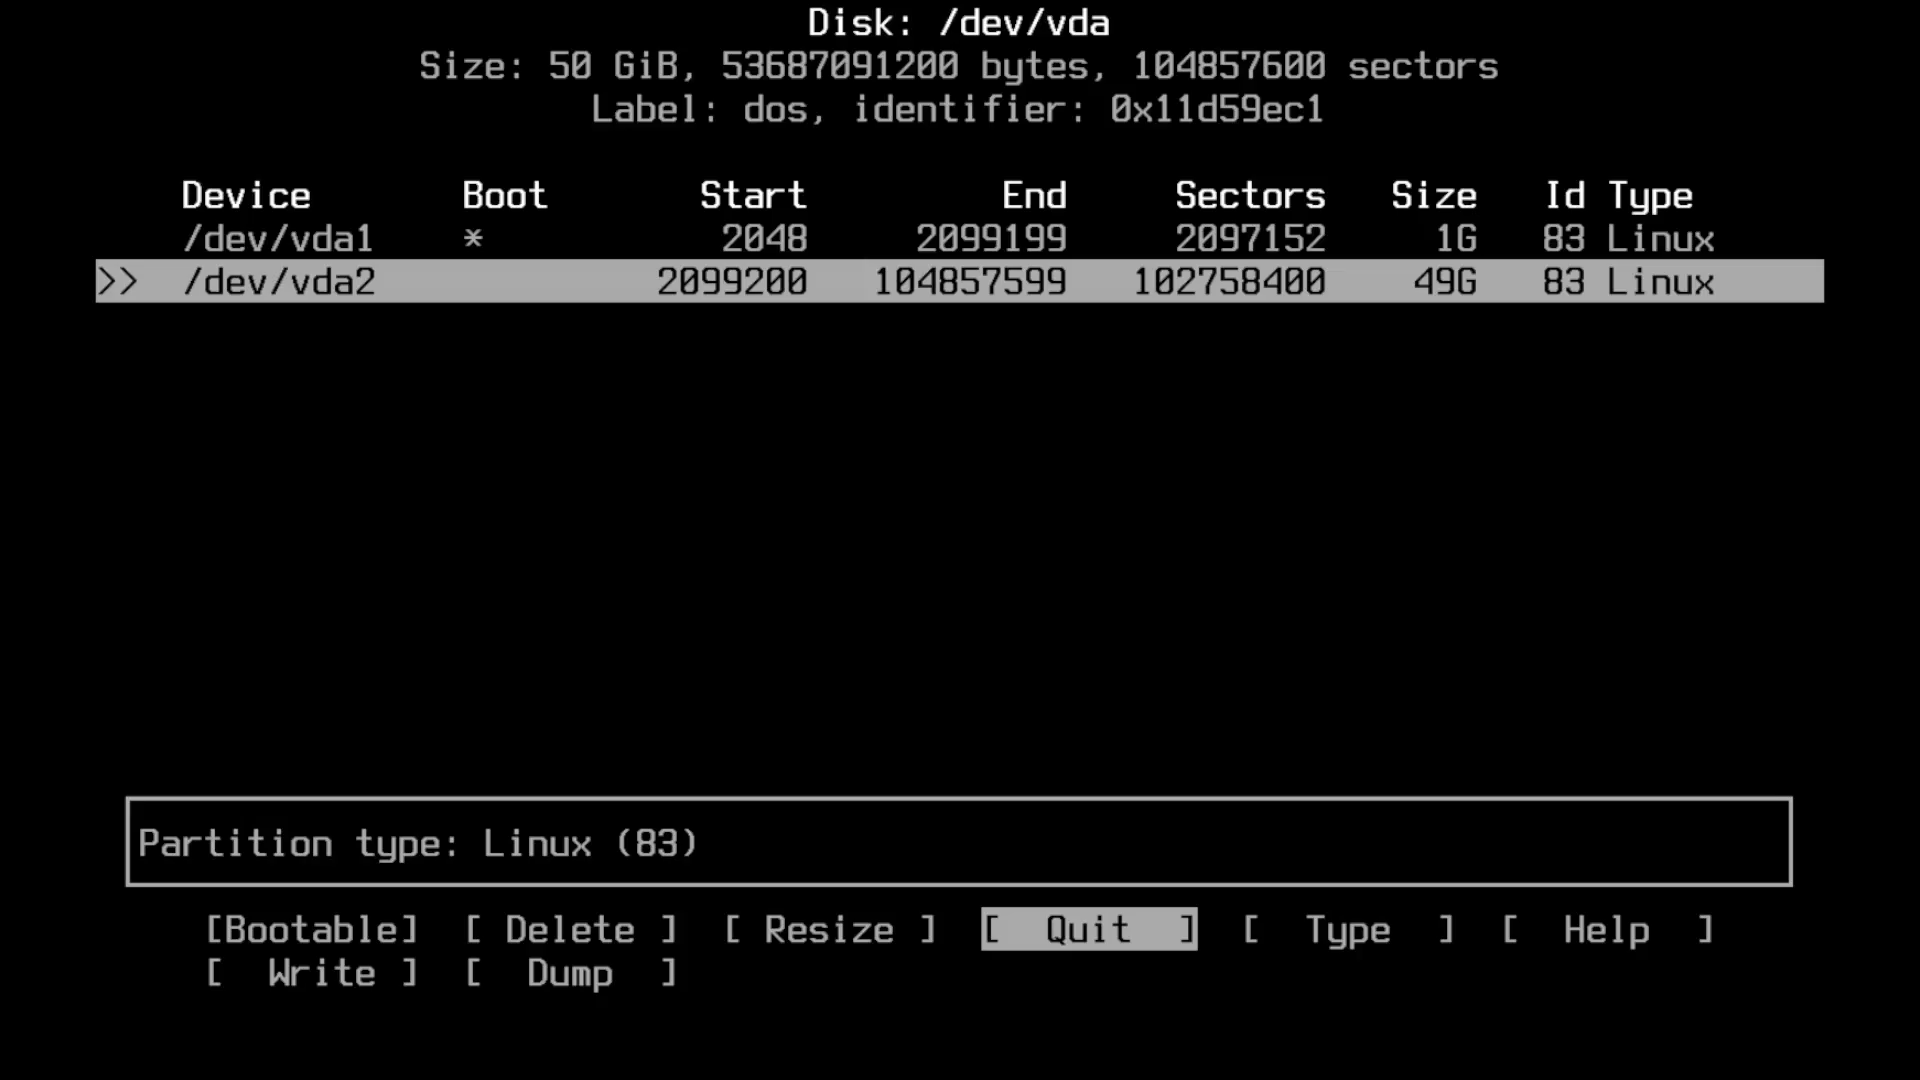 Disk: /dev/vda
Size: 50 GiB, 53687091200 bytes, 104857600 sectors
Label: dos, identifier: 0x11d59ec1
Device Boot Start End Sectors Size Id Type
/dev/vda1 * 2048 2099199 2097152 1G 83 Linux
>> /dev/vda2 2099200 104857599 102758400 49G 83 Linux
Partition type: Linux (83)
[Bootable] [ Delete ] [ Resize ] [ Quit ] [ Type ] [ Help ]
[ Write ] [ Dump ]